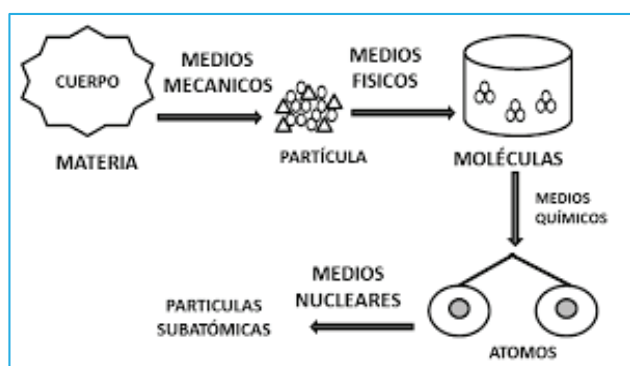 CUERPO
MATERIA
MEDIOS
MECANICOS
PARTÍCULA
MEDIOS
FISICOS
MOLÉCULAS
MEDIOS
QUÍMICOS
ATOMOS
MEDIOS
NUCLEARES
PARTICULAS
SUBATÓMICAS